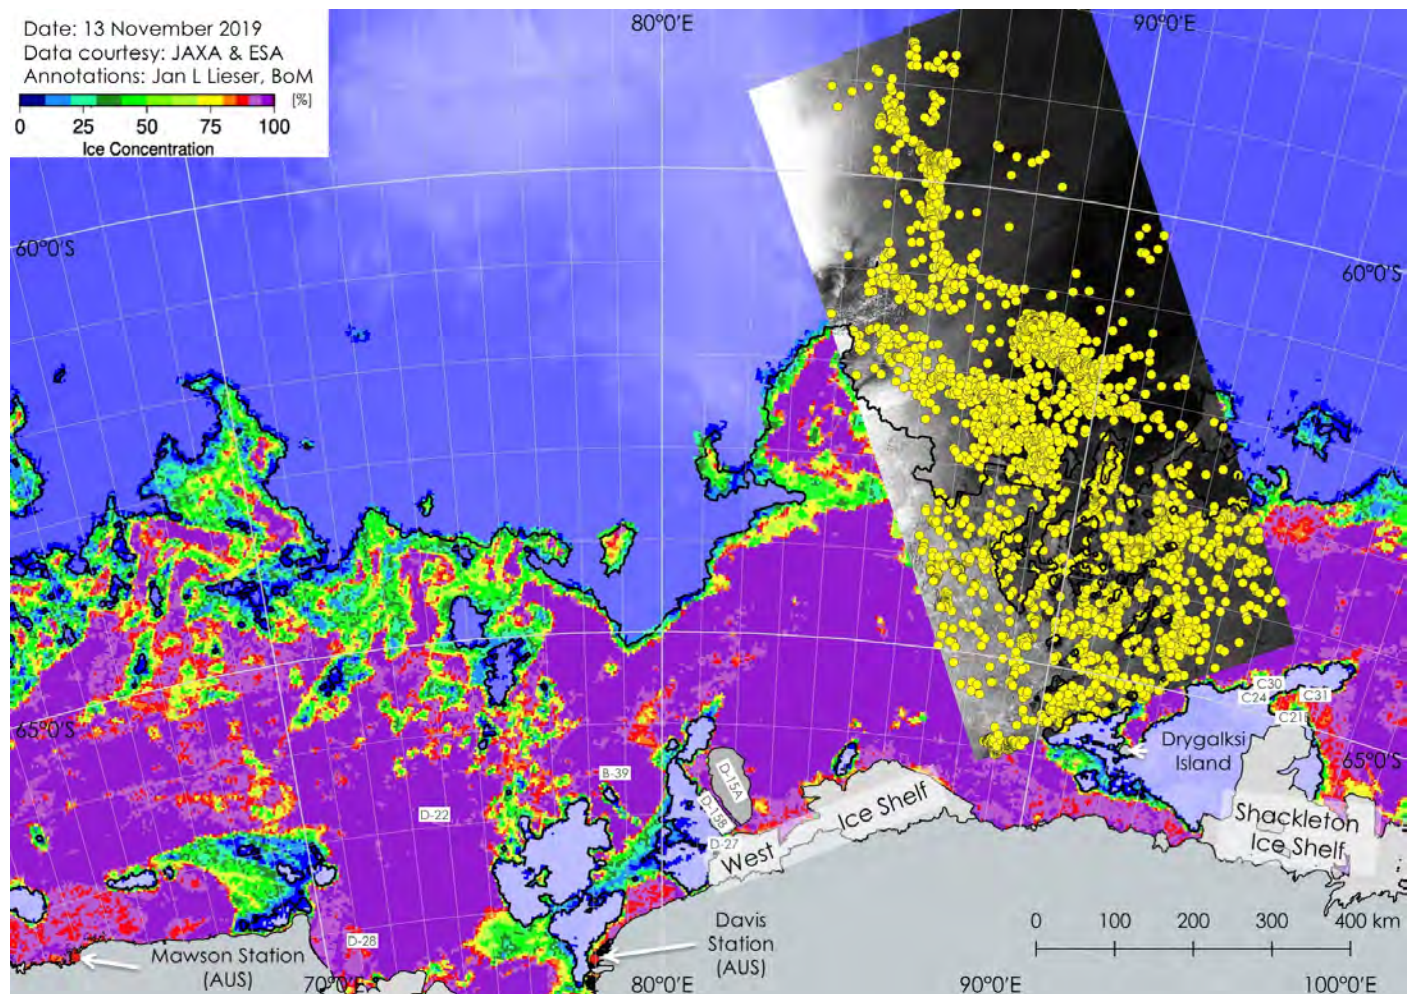 Date: 13 November 2019
Data courtesy: JAXA & ESA
Annotations: Jan L Lieser, BoM
[%]
0 25 50 75 100
Ice Concentration
80°0'E
90°0'E
60°0'S
60°0'S
65°0'S
65°0'S
C30
C24
C31
Drygalksi
Island
B-39
D-15A
D-15B
D-22
D-27
West
Ice Shelf
Shackleton
Ice Shelf
D-28
Mawson Station
(AUS)
Davis
Station
(AUS)
0 100 200 300 400 km
70°0'E
80°0'E
90°0'E
100°0'E